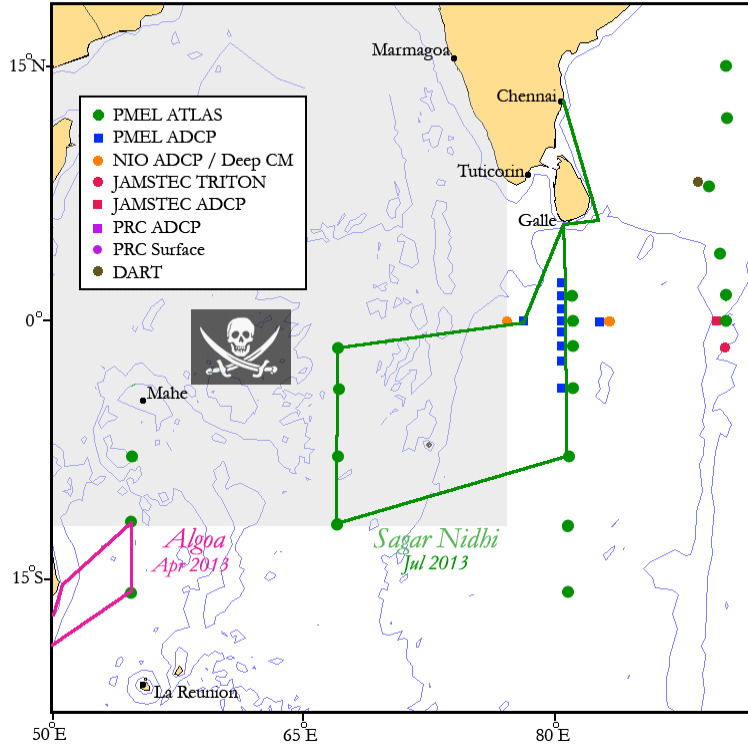 15°N
Marmagoa
Chennai
PMEL ATLAS
PMEL ADCP
NIO ADCP / Deep CM
JAMSTEC TRITON
JAMSTEC ADCP
PRC ADCP
PRC Surface
DART
Tuticorin
Galle
0°
Mahe
Algoa
Apr 2013
Sagar Nidhi
Jul 2013
15°S
La Reunion
50°E
65°E
80°E